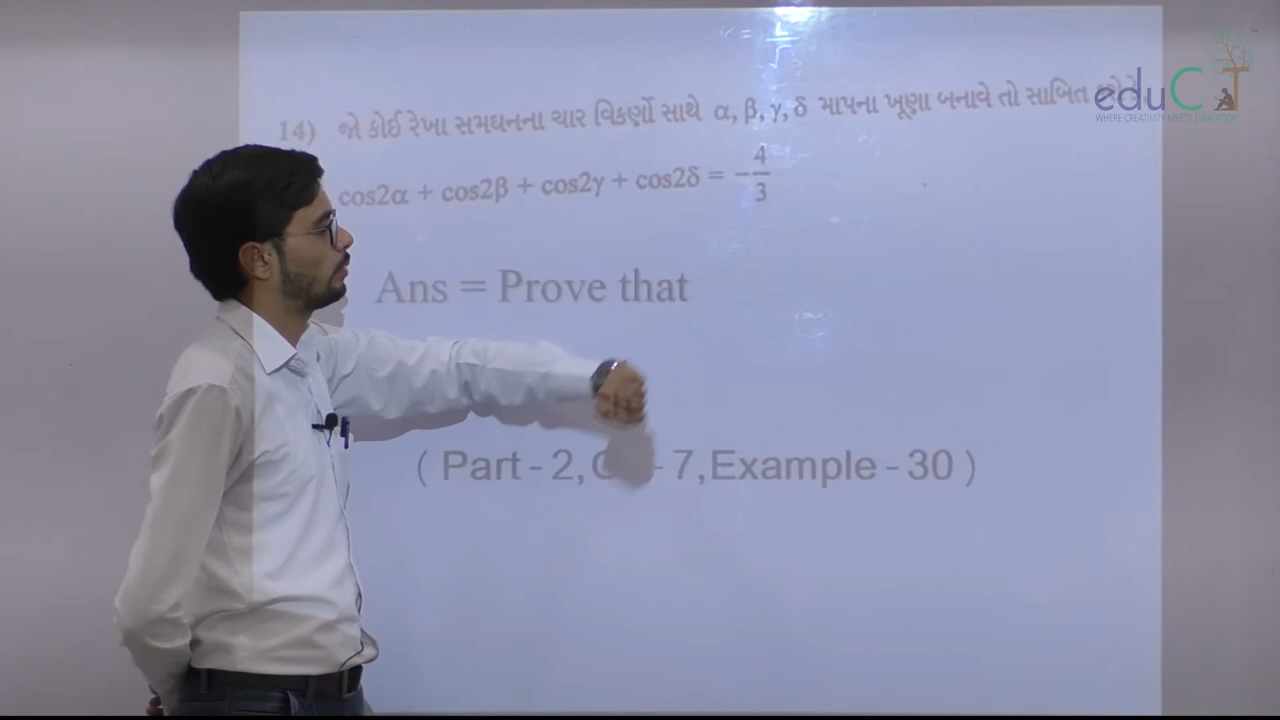 14) જો કોઈ રેખા સમઘનના ચાર વિકર્ણો સાથે α, β, γ, δ માપના ખૂણા બનાવે તો સાબિત
cos2α + cos2β + cos2γ + cos2δ = -4/3
Ans = Prove that
( Part - 2, - 7, Example - 30 )
eduCT
WHERE CREATIVITY MEETS EDUCATION